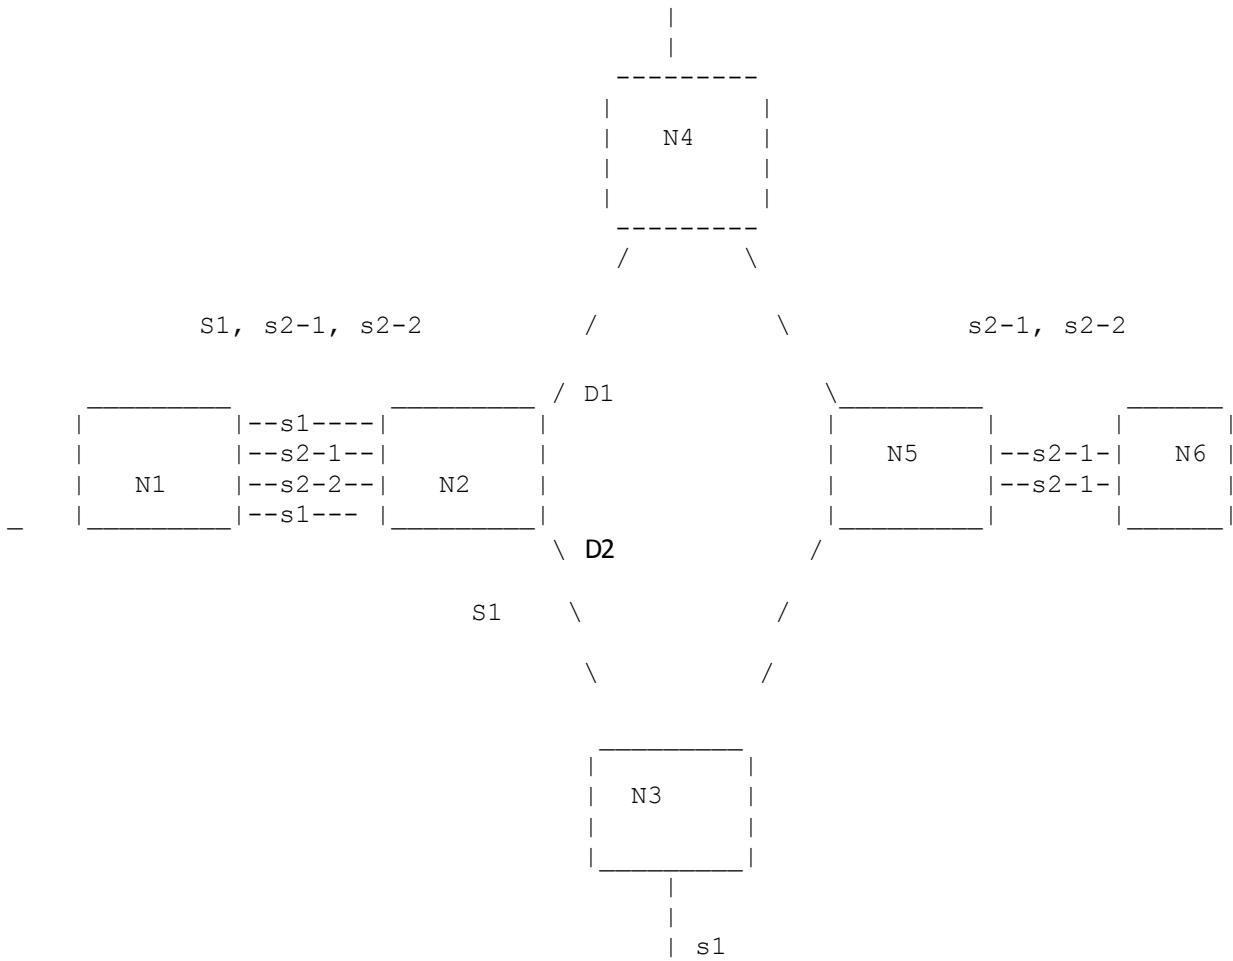 N4
S1, s2-1, s2-2 s2-1, s2-2
D1
--s1----
--s2-1-- N5 --s2-1- N6
N1 --s2-2-- N2 --s2-1-
--s1---
D2
S1
N3
s1